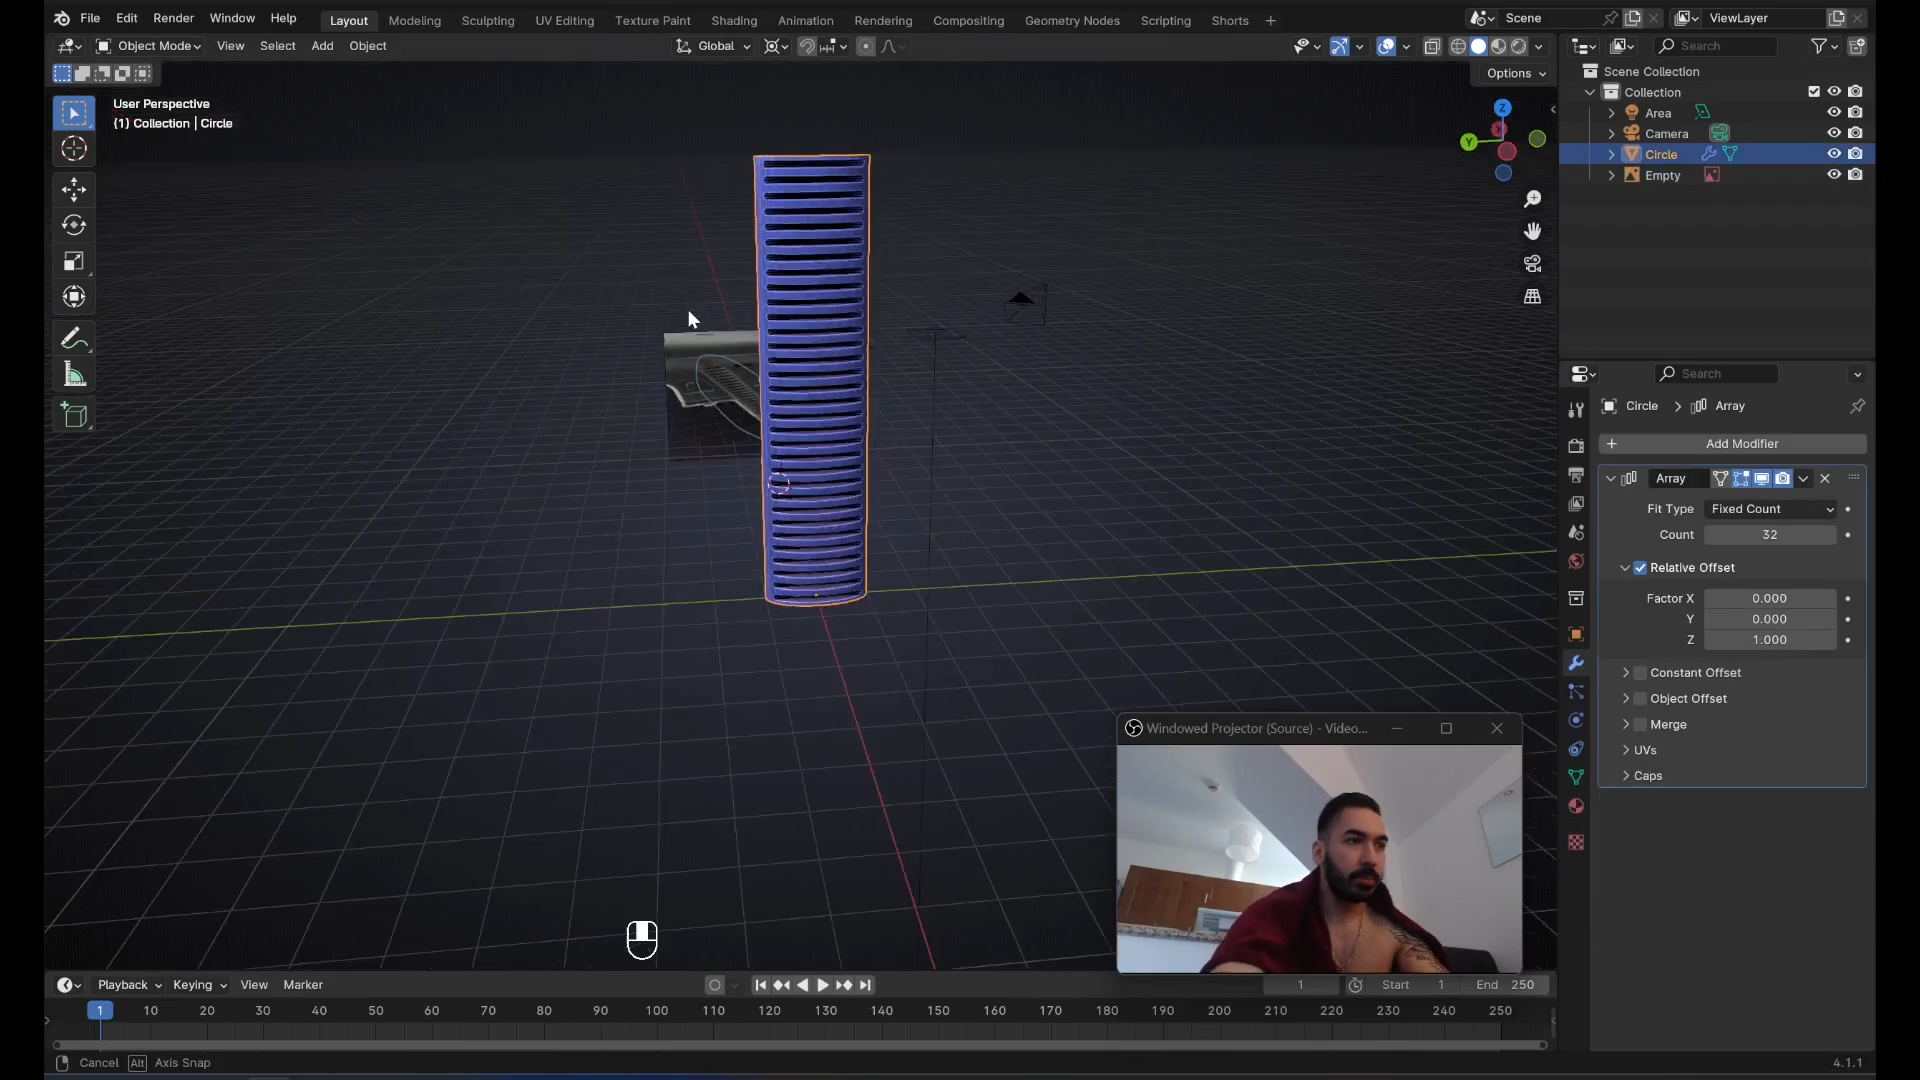 File Edit Render Window Help Layout Modeling Sculpting UV Editing Texture Paint Shading Animation Rendering Compositing Geometry Nodes Scripting Shorts + Scene ViewLayer
Object Mode View Select Add Object Global Search
Options
User Perspective
(1) Collection | Circle
Z
Y
X
Scene Collection
Collection
Area
Camera
Circle
Empty
Search
Circle > Array
+ Add Modifier
Array
Fit Type Fixed Count
Count 32
Relative Offset
Factor X 0.000
Y 0.000
Z 1.000
Constant Offset
Object Offset
Merge
UVs
Caps
Windowed Projector (Source) - Video...
Playback Keying View Marker 1 Start 1 End 250
1 10 20 30 40 50 60 70 80 90 100 110 120 130 140 150 160 170 180 190 200 210 220 230 240 250
Cancel Alt Axis Snap 4.1.1